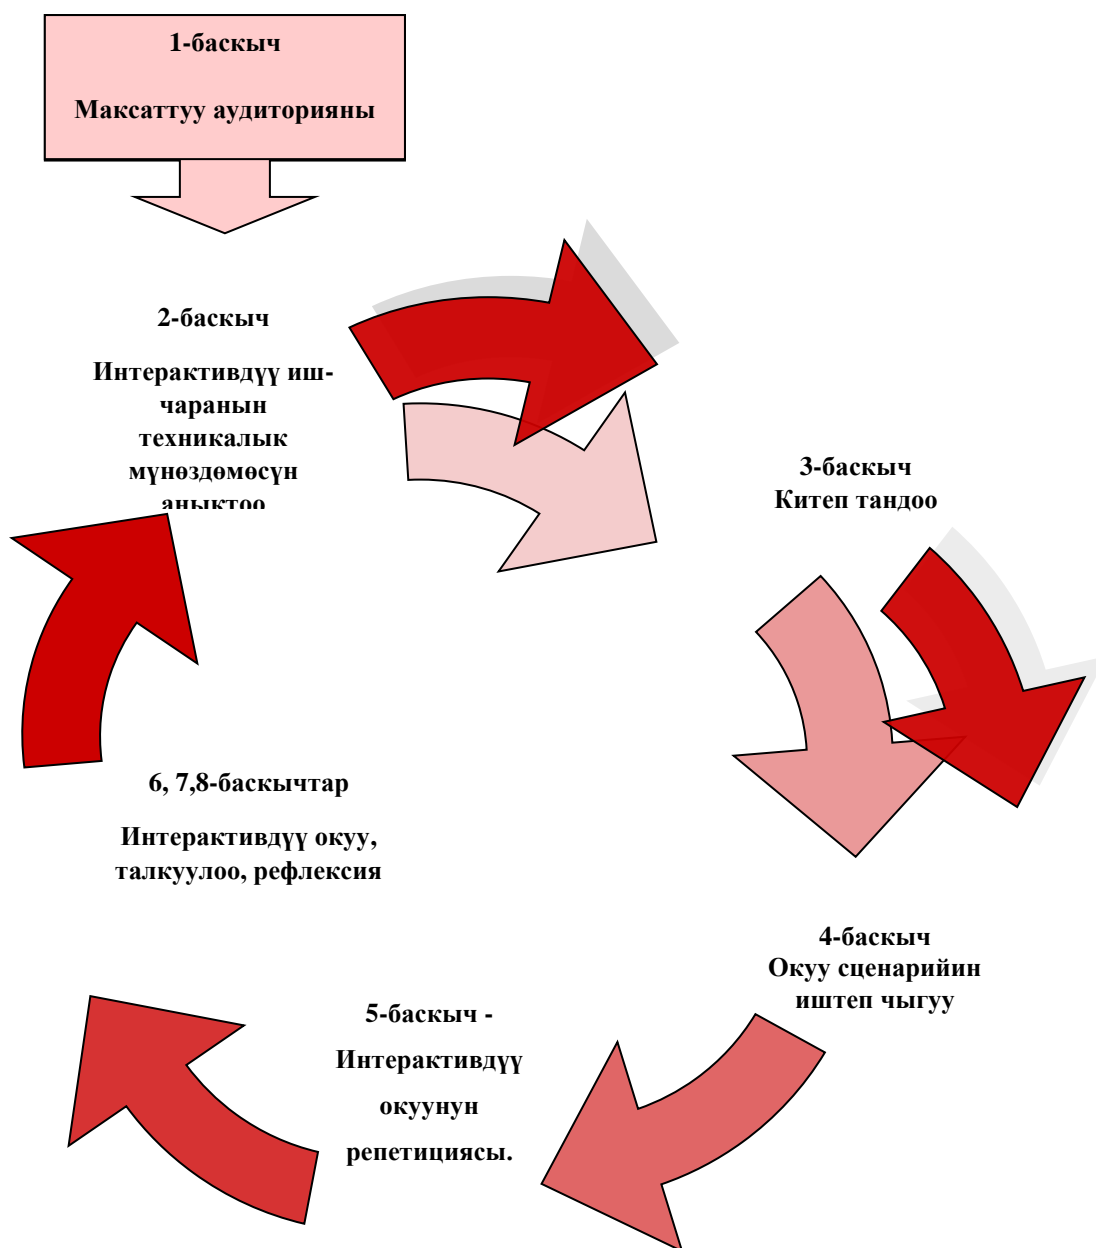 1-баскыч
Максаттуу аудиторияны
2-баскыч
Интерактивдүү иш-
чаранын
техникалык
мүнөздөмөсүн
аныктоо
3-баскыч
Китеп тандоо
4-баскыч
Окуу сценарийин
иштеп чыгуу
5-баскыч -
Интерактивдүү
окуунун
репетициясы.
6, 7,8-баскычтар
Интерактивдүү окуу,
талкуулоо, рефлексия